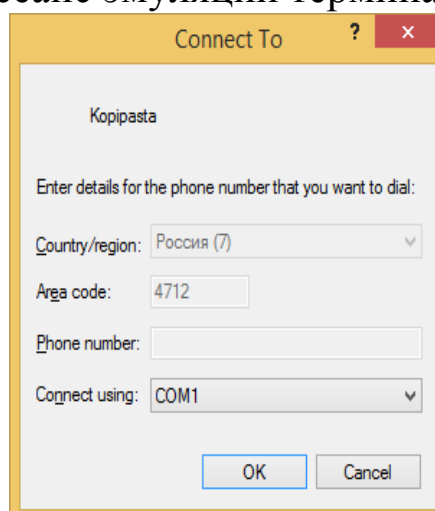 Connect To ?
Kopipasta
Enter details for the phone number that you want to dial:
Country/region: Россия (7)
Area code: 4712
Phone number:
Connect using: COM1
OK Cancel